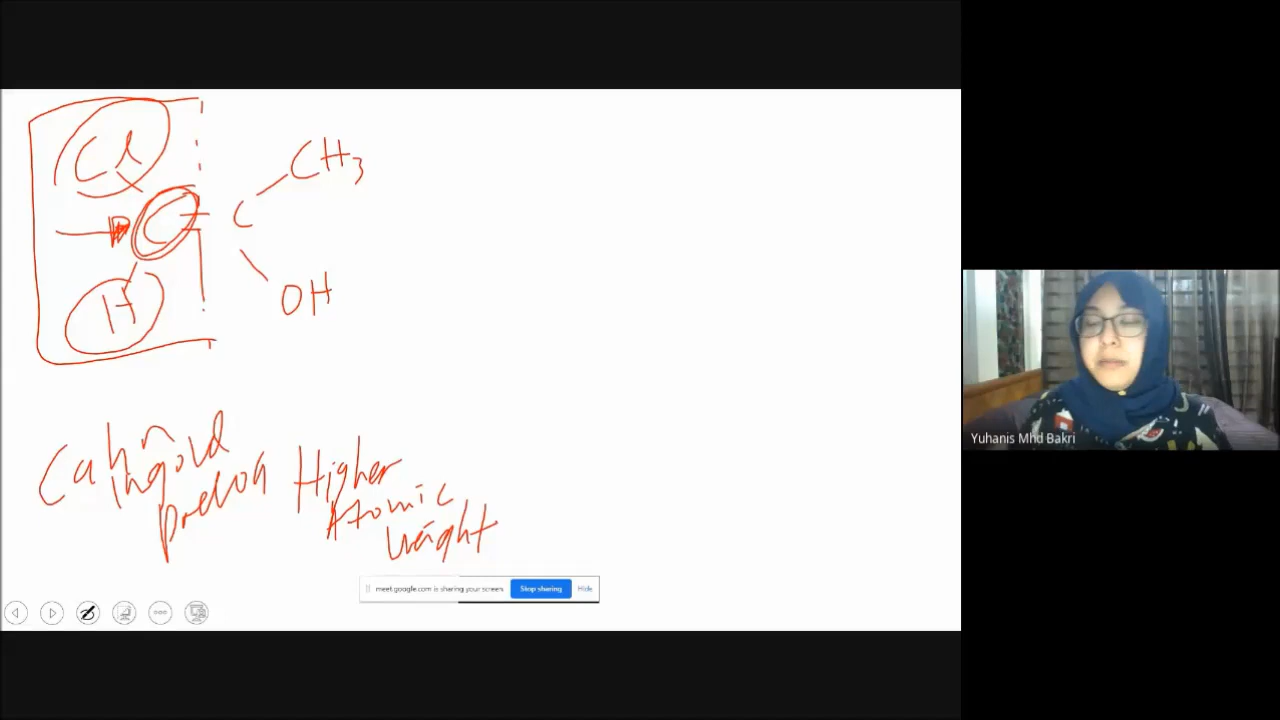 Cl
CH3
C = C
H
OH
Cahn
Ingold
prelog
Higher
Atomic
weight
meet.google.com is sharing your screen
Stop sharing
Hide
Yuhanis Mhd Bakri